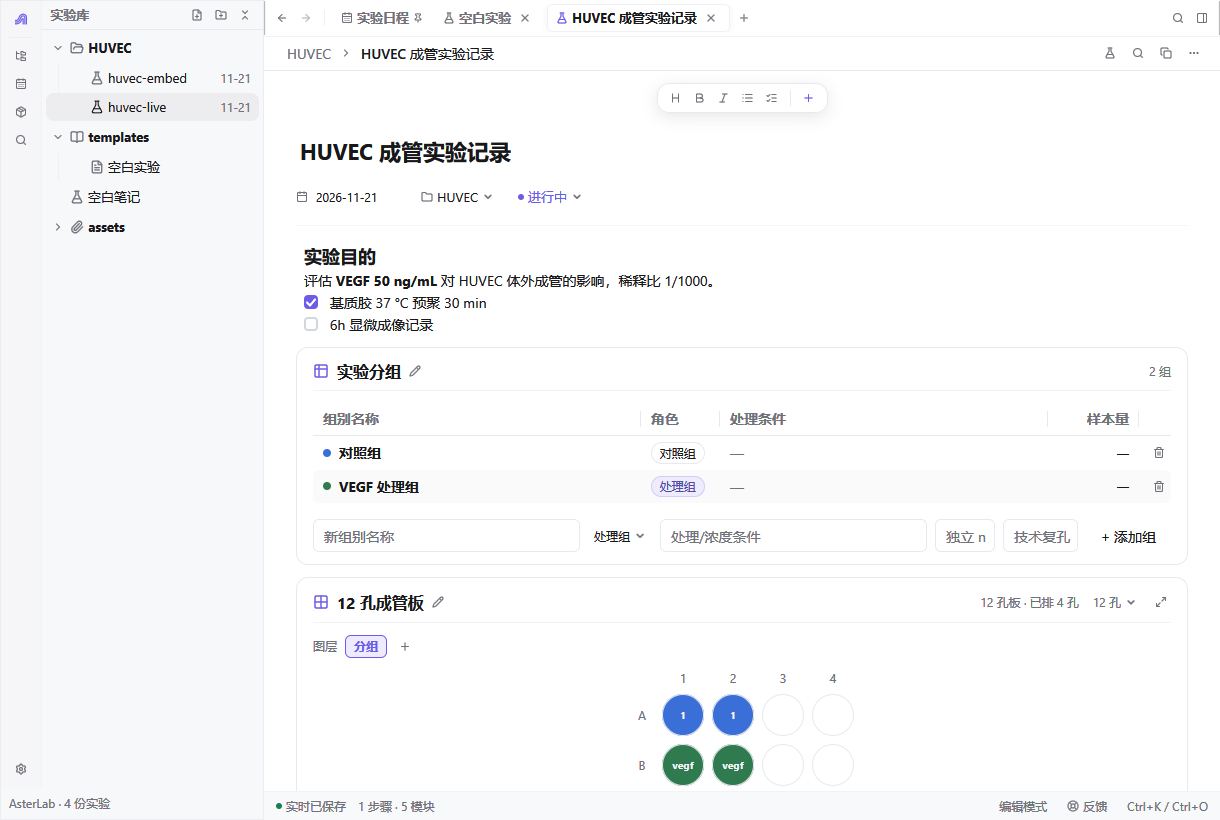 实验库
HUVEC
huvec-embed 11-21
huvec-live 11-21
templates
空白实验
空白笔记
assets
AsterLab · 4 份实验
实验日程
空白实验
HUVEC 成管实验记录
HUVEC > HUVEC 成管实验记录
H B I
HUVEC 成管实验记录
2026-11-21 HUVEC 进行中
实验目的
评估 VEGF 50 ng/mL 对 HUVEC 体外成管的影响，稀释比 1/1000。
基质胶 37 °C 预聚 30 min
6h 显微成像记录
实验分组 2 组
组别名称 角色 处理条件 样本量
对照组 对照组 — —
VEGF 处理组 处理组 — —
新组别名称 处理组 处理/浓度条件 独立 n 技术复孔 + 添加组
12 孔成管板 12 孔板 · 已排 4 孔 12 孔
图层 分组 +
1 2 3 4
A 1 1
B vegf vegf
实时已保存 1 步骤 · 5 模块 编辑模式 反馈 Ctrl+K / Ctrl+O